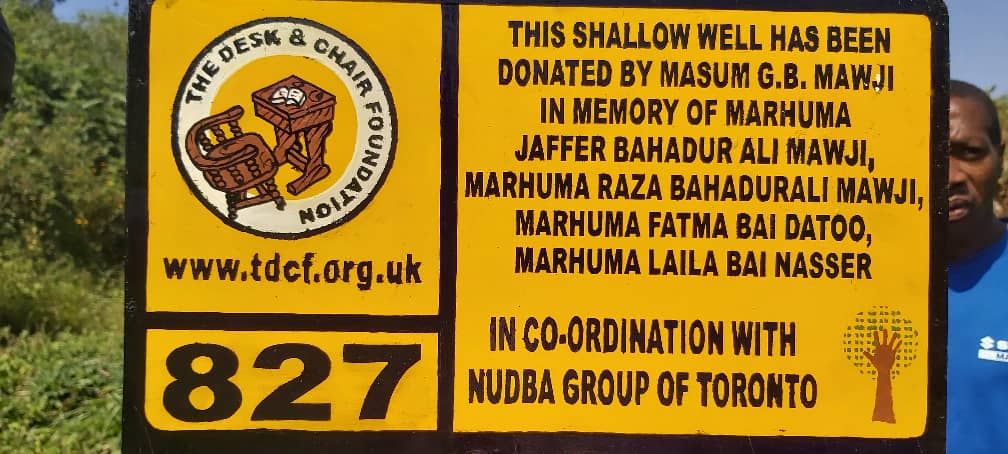 THE DESK & CHAIR FOUNDATION
www.tdcf.org.uk
827
THIS SHALLOW WELL HAS BEEN
DONATED BY MASUM G.B. MAWJI
IN MEMORY OF MARHUMA
JAFFER BAHADUR ALI MAWJI,
MARHUMA RAZA BAHADURALI MAWJI,
MARHUMA FATMA BAI DATOO,
MARHUMA LAILA BAI NASSER
IN CO-ORDINATION WITH
NUDBA GROUP OF TORONTO